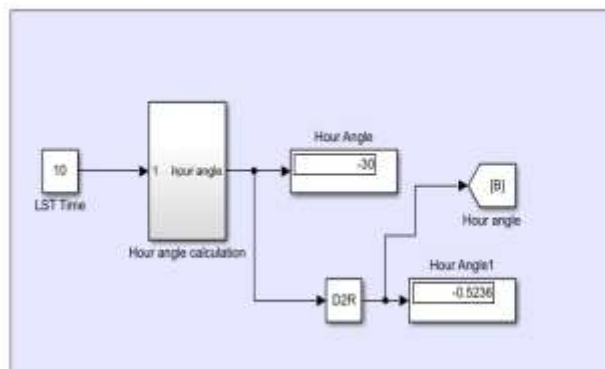 Hour Angle
-30
10
LST Time
1 hour angle
Hour angle calculation
[B]
Hour angle
D2R
Hour Angle1
-0.5236